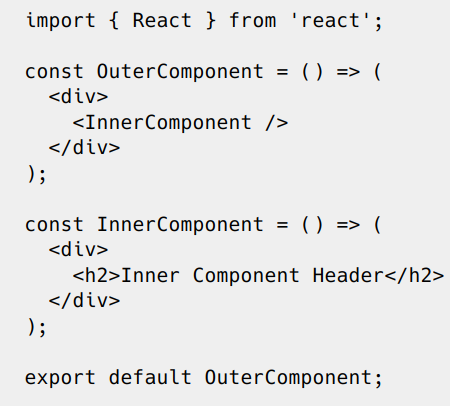 import { React } from 'react';

const OuterComponent = () => (
  <div>
    <InnerComponent />
  </div>
);

const InnerComponent = () => (
  <div>
    <h2>Inner Component Header</h2>
  </div>
);

export default OuterComponent;